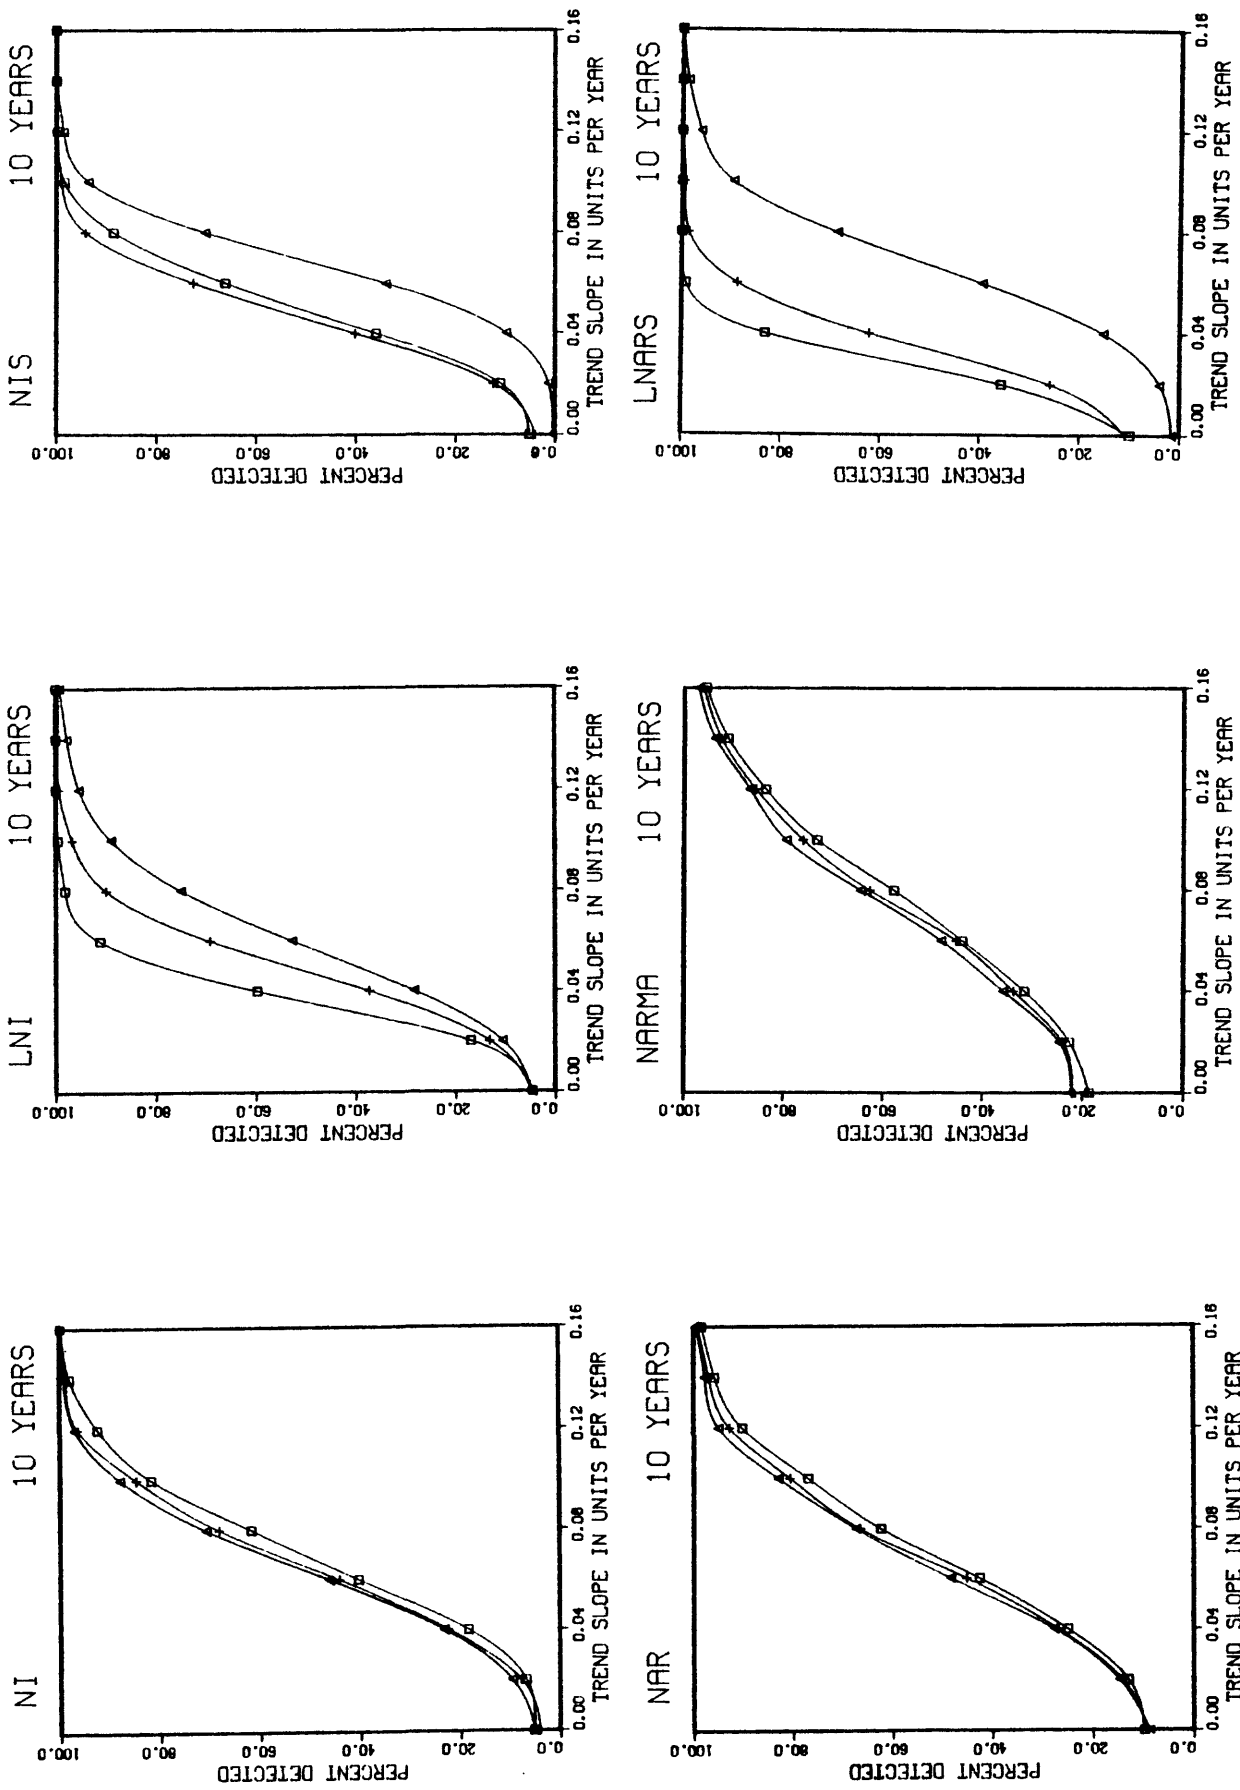 NI 10 YEARS
PERCENT DETECTED
100.0
80.0
60.0
40.0
20.0
0.0
0.00 0.04 0.08 0.12 0.16
TREND SLOPE IN UNITS PER YEAR
LNI 10 YEARS
PERCENT DETECTED
100.0
80.0
60.0
40.0
20.0
0.0
0.00 0.04 0.08 0.12 0.16
TREND SLOPE IN UNITS PER YEAR
NIS 10 YEARS
PERCENT DETECTED
100.0
80.0
60.0
40.0
20.0
0.0
0.00 0.04 0.08 0.12 0.16
TREND SLOPE IN UNITS PER YEAR
NAR 10 YEARS
PERCENT DETECTED
100.0
80.0
60.0
40.0
20.0
0.0
0.00 0.04 0.08 0.12 0.16
TREND SLOPE IN UNITS PER YEAR
NARMA 10 YEARS
PERCENT DETECTED
100.0
80.0
60.0
40.0
20.0
0.0
0.00 0.04 0.08 0.12 0.16
TREND SLOPE IN UNITS PER YEAR
LNARS 10 YEARS
PERCENT DETECTED
100.0
80.0
60.0
40.0
20.0
0.0
0.00 0.04 0.08 0.12 0.16
TREND SLOPE IN UNITS PER YEAR